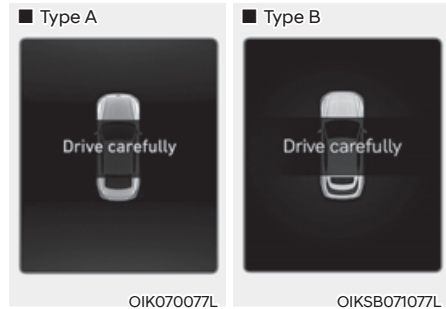 ■ Type A
Drive carefully
OIK070077L
■ Type B
Drive carefully
OIKSB071077L